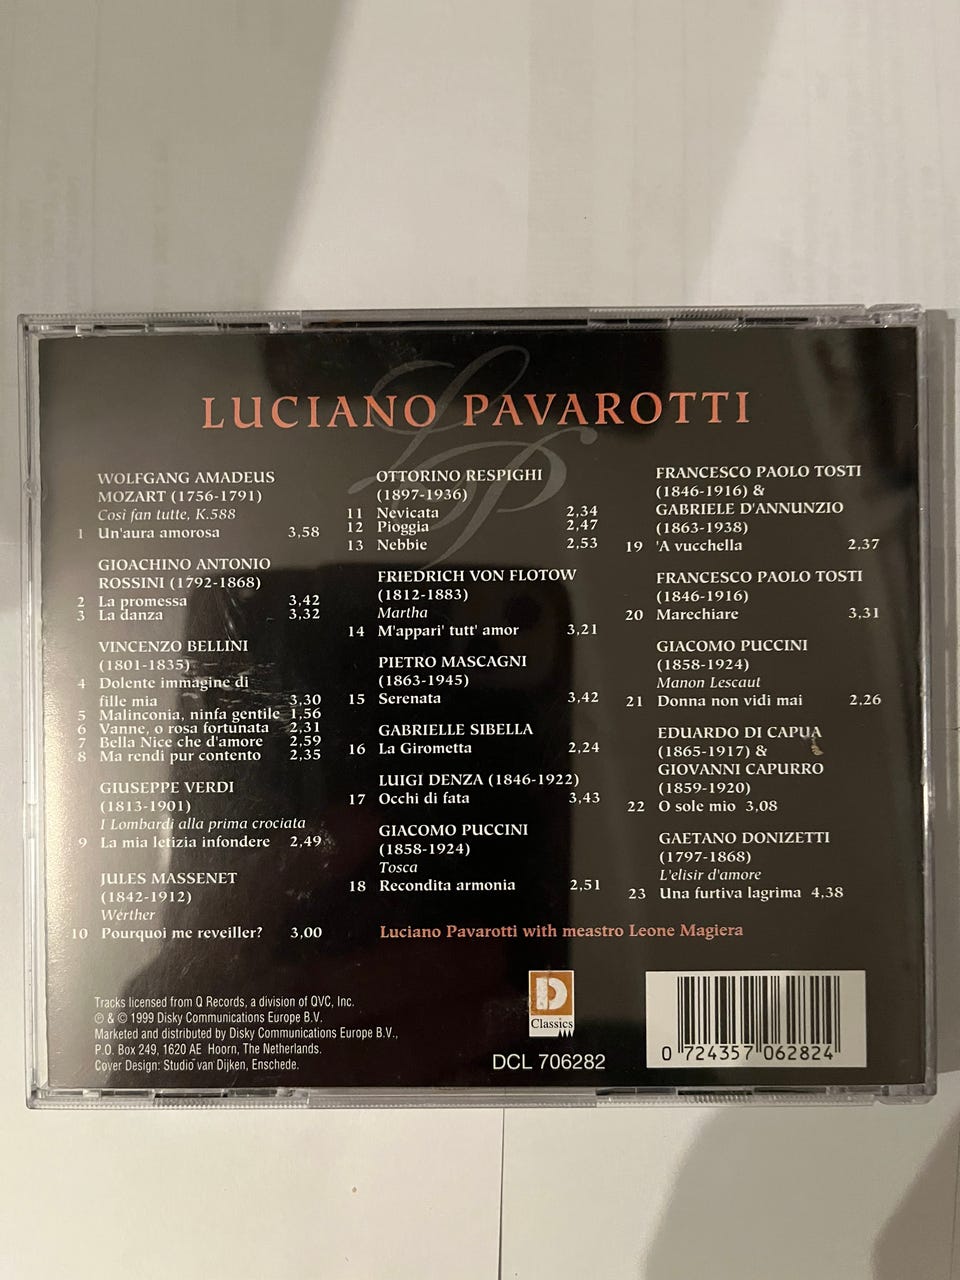 LUCIANO PAVAROTTI
WOLFGANG AMADEUS
MOZART (1756-1791)
Così fan tutte, K.588
1 Un'aura amorosa 3,58
GIOACHINO ANTONIO
ROSSINI (1792-1868)
2 La promessa 3,42
3 La danza 3,32
VINCENZO BELLINI
(1801-1835)
4 Dolente immagine di
fille mia 3,30
5 Malinconia, ninfa gentile 1,56
6 Vanne, o rosa fortunata 2,31
7 Bella Nice che d'amore 2,59
8 Ma rendi pur contento 2,35
GIUSEPPE VERDI
(1813-1901)
I Lombardi alla prima crociata
9 La mia letizia infondere 2,49
JULES MASSENET
(1842-1912)
Wérther
10 Pourquoi me reveiller? 3,00
OTTORINO RESPIGHI
(1897-1936)
11 Nevicata 2,34
12 Pioggia 2,47
13 Nebbie 2,53
FRIEDRICH VON FLOTOW
(1812-1883)
Martha
14 M'appari' tutt' amor 3,21
PIETRO MASCAGNI
(1863-1945)
15 Serenata 3,42
GABRIELLE SIBELLA
16 La Girometta 2,24
LUIGI DENZA (1846-1922)
17 Occhi di fata 3,43
GIACOMO PUCCINI
(1858-1924)
Tosca
18 Recondita armonia 2,51
FRANCESCO PAOLO TOSTI
(1846-1916) &
GABRIELE D'ANNUNZIO
(1863-1938)
19 'A vucchella 2,37
FRANCESCO PAOLO TOSTI
(1846-1916)
20 Marechiare 3,31
GIACOMO PUCCINI
(1858-1924)
Manon Lescaut
21 Donna non vidi mai 2,26
EDUARDO DI CAPUA
(1865-1917) &
GIOVANNI CAPURRO
(1859-1920)
22 O sole mio 3,08
GAETANO DONIZETTI
(1797-1868)
L'elisir d'amore
23 Una furtiva lagrima 4,38
Luciano Pavarotti with meastro Leone Magiera
Tracks licensed from Q Records, a division of QVC, Inc.
℗ & © 1999 Disky Communications Europe B.V.
Marketed and distributed by Disky Communications Europe B.V.,
P.O. Box 249, 1620 AE Hoorn, The Netherlands.
Cover Design: Studio van Dijken, Enschede.
D
Classics
DCL 706282
0 724357 062824
LP